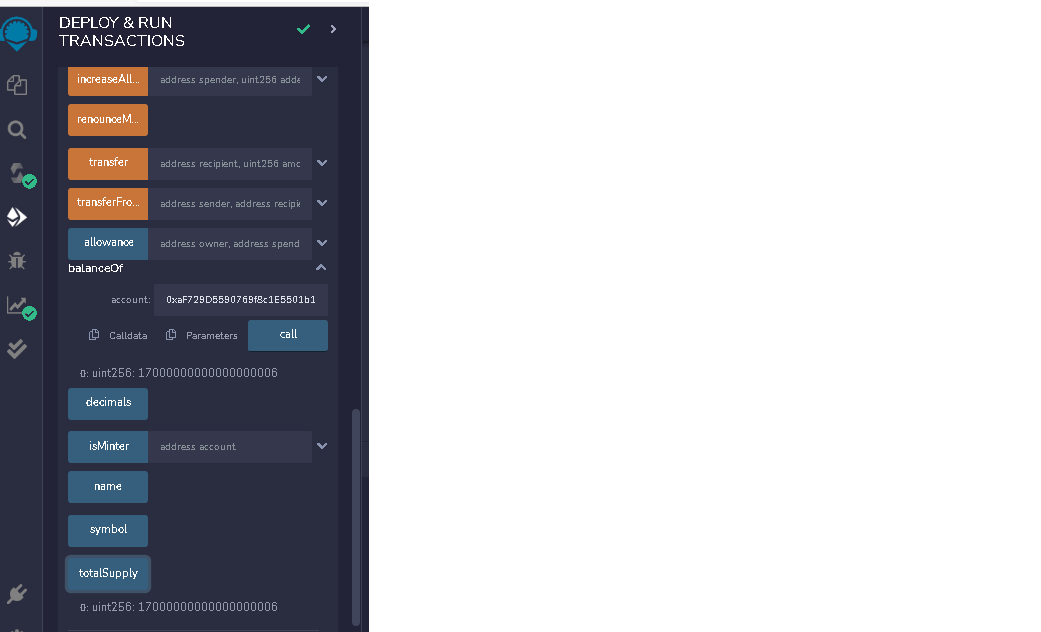 DEPLOY & RUN
TRANSACTIONS
increaseAll... address spender, uint256 adde
renounceM...
transfer address recipient, uint256 amo
transferFro... address sender, address recipie
allowance address owner, address spend
balanceOf
account: 0xaF729D5590769f8c1E5501b1
Calldata Parameters call
0: uint256: 17000000000000000006
decimals
isMinter address account
name
symbol
totalSupply
0: uint256: 17000000000000000006